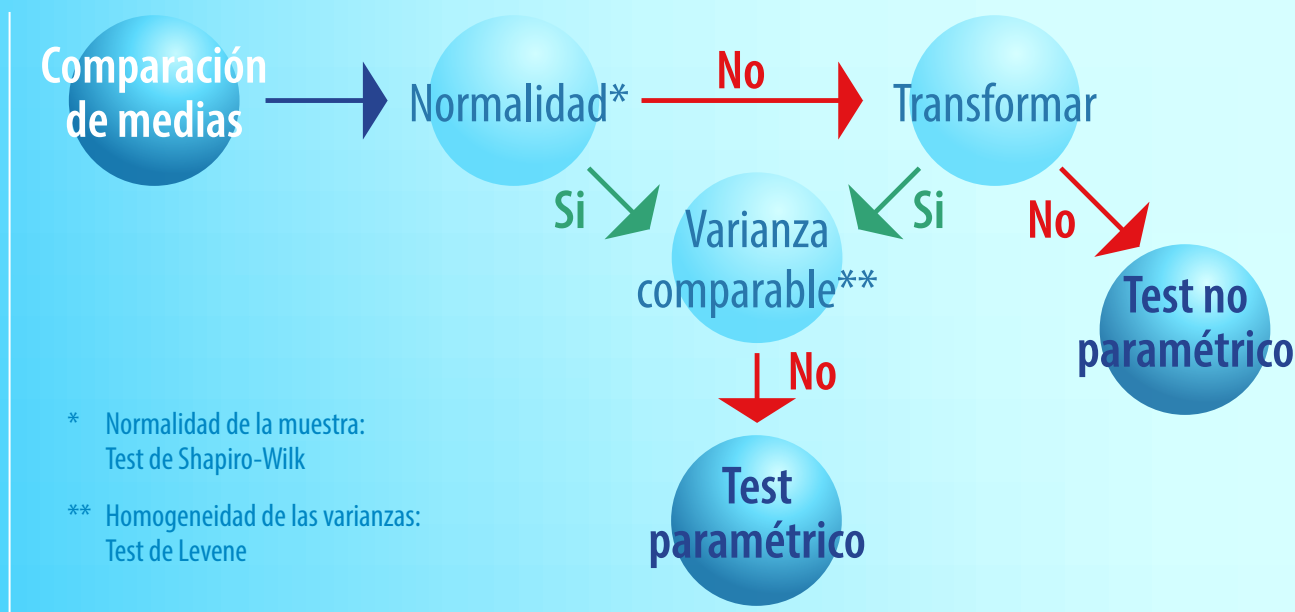 Comparación
de medias
Normalidad*
No
Transformar
Si
Si
No
Varianza
comparable**
Test no
paramétrico
No
* Normalidad de la muestra:
Test de Shapiro-Wilk
** Homogeneidad de las varianzas:
Test de Levene
Test
paramétrico